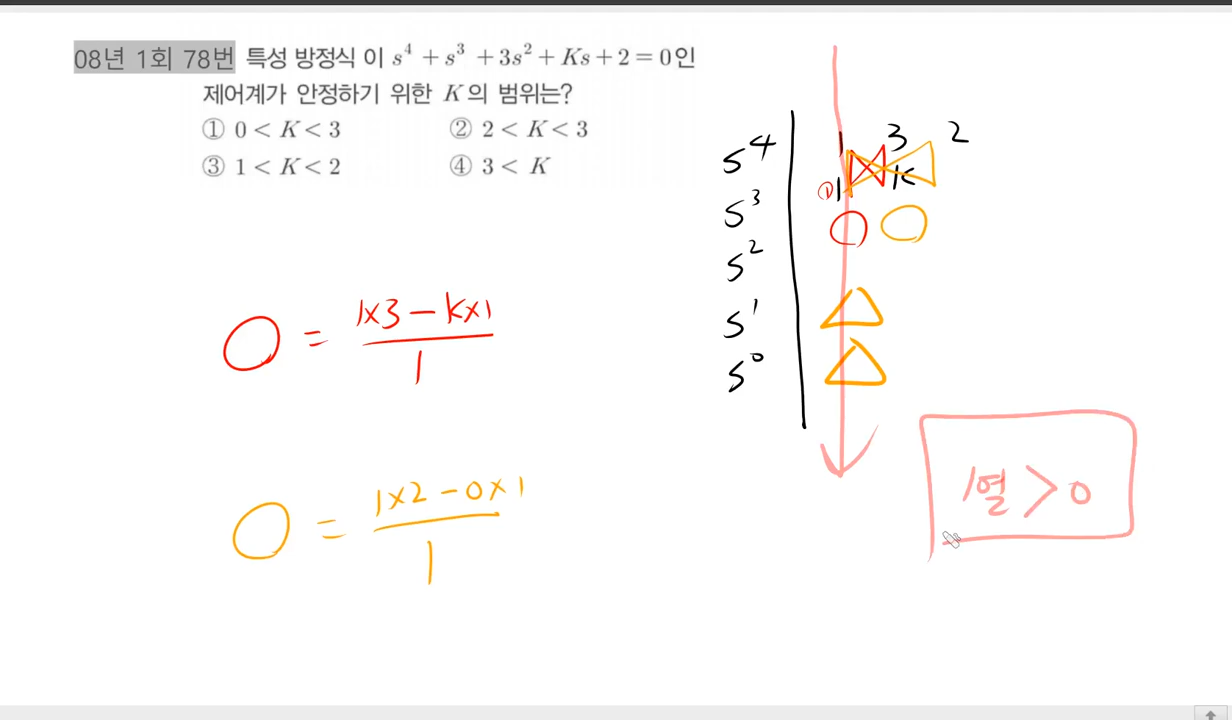 08년 1회 78번 특성 방정식 이 s⁴ + s³ + 3s² + Ks + 2 = 0인
제어계가 안정하기 위한 K의 범위는?
① 0 < K < 3 ② 2 < K < 3
③ 1 < K < 2 ④ 3 < K
s⁴ 1 3 2
s³ ① 1 K
s²
s¹
s⁰
○ = 1×3 − K×1
1
○ = 1×2 − 0×1
1
1열 > 0